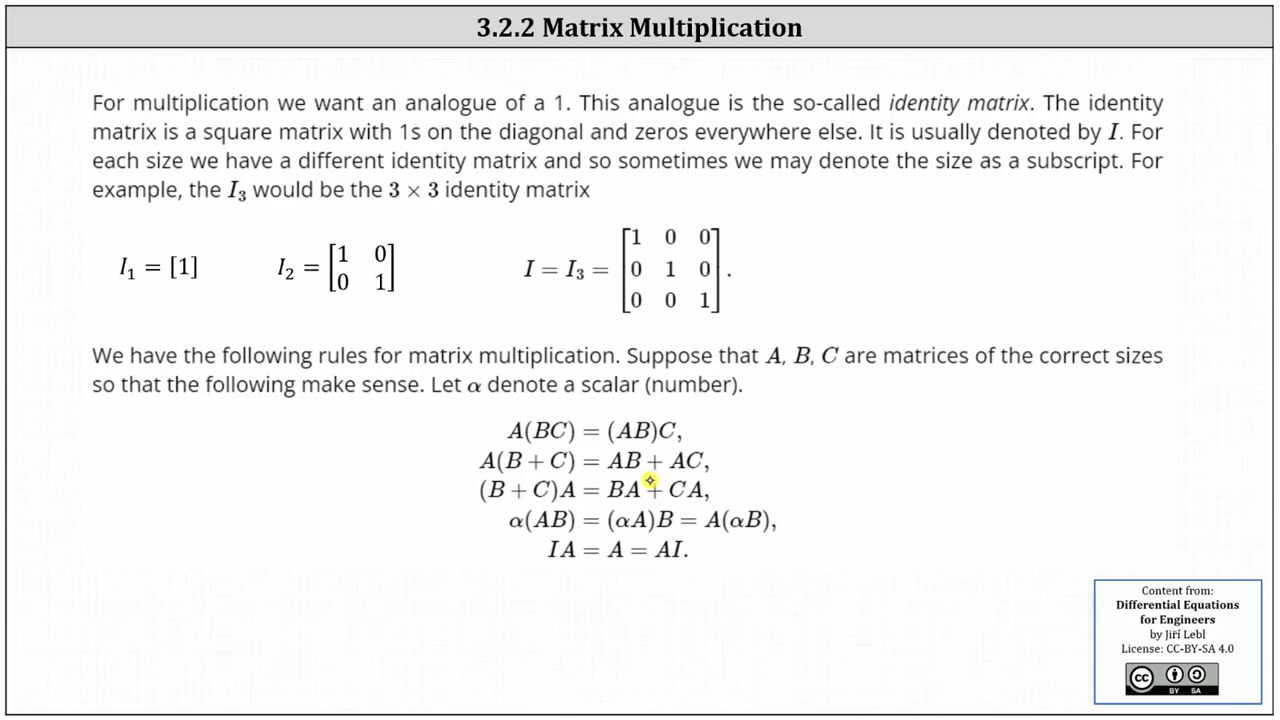 3.2.2 Matrix Multiplication
For multiplication we want an analogue of a 1. This analogue is the so-called identity matrix. The identity
matrix is a square matrix with 1s on the diagonal and zeros everywhere else. It is usually denoted by I. For
each size we have a different identity matrix and so sometimes we may denote the size as a subscript. For
example, the I₃ would be the 3 × 3 identity matrix
I₁ = [1] I₂ = [1 0; 0 1] I = I₃ = [1 0 0; 0 1 0; 0 0 1].
We have the following rules for matrix multiplication. Suppose that A, B, C are matrices of the correct sizes
so that the following make sense. Let α denote a scalar (number).
A(BC) = (AB)C,
A(B + C) = AB + AC,
(B + C)A = BA + CA,
α(AB) = (αA)B = A(αB),
IA = A = AI.
Content from:
Differential Equations
for Engineers
by Jiří Lebl
License: CC-BY-SA 4.0
cc
BY SA